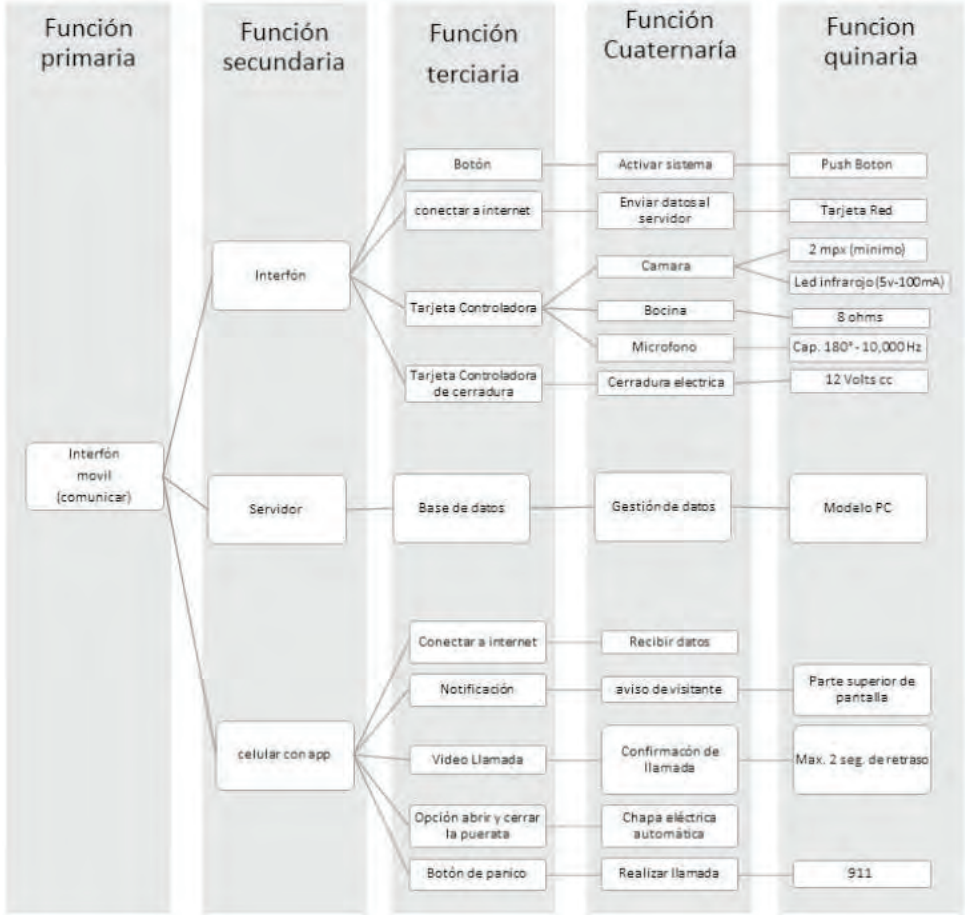 Función
primaria
Función
secundaria
Función
terciaria
Función
Cuaternaría
Funcion
quinaria
Botón
Activar sistema
Push Boton
conectar a internet
Enviar datos al
servidor
Tarjeta Red
Interfón
Tarjeta Controladora
Camara
2 mpx (minimo)
Led infrarojo (5v-100mA)
Bocina
8 ohms
Microfono
Cap. 180° - 10,000 Hz
Tarjeta Controladora
de cerradura
Cerradura electrica
12 Volts cc
Interfón
movil
(comunicar)
Servidor
Base de datos
Gestión de datos
Modelo PC
celular con app
Conectar a internet
Recibir datos
Notificación
aviso de visitante
Parte superior de
pantalla
Video Llamada
Confirmacón de
llamada
Max. 2 seg. de retraso
Opción abrir y cerrar
la puerata
Chapa eléctrica
automática
Botón de panico
Realizar llamada
911